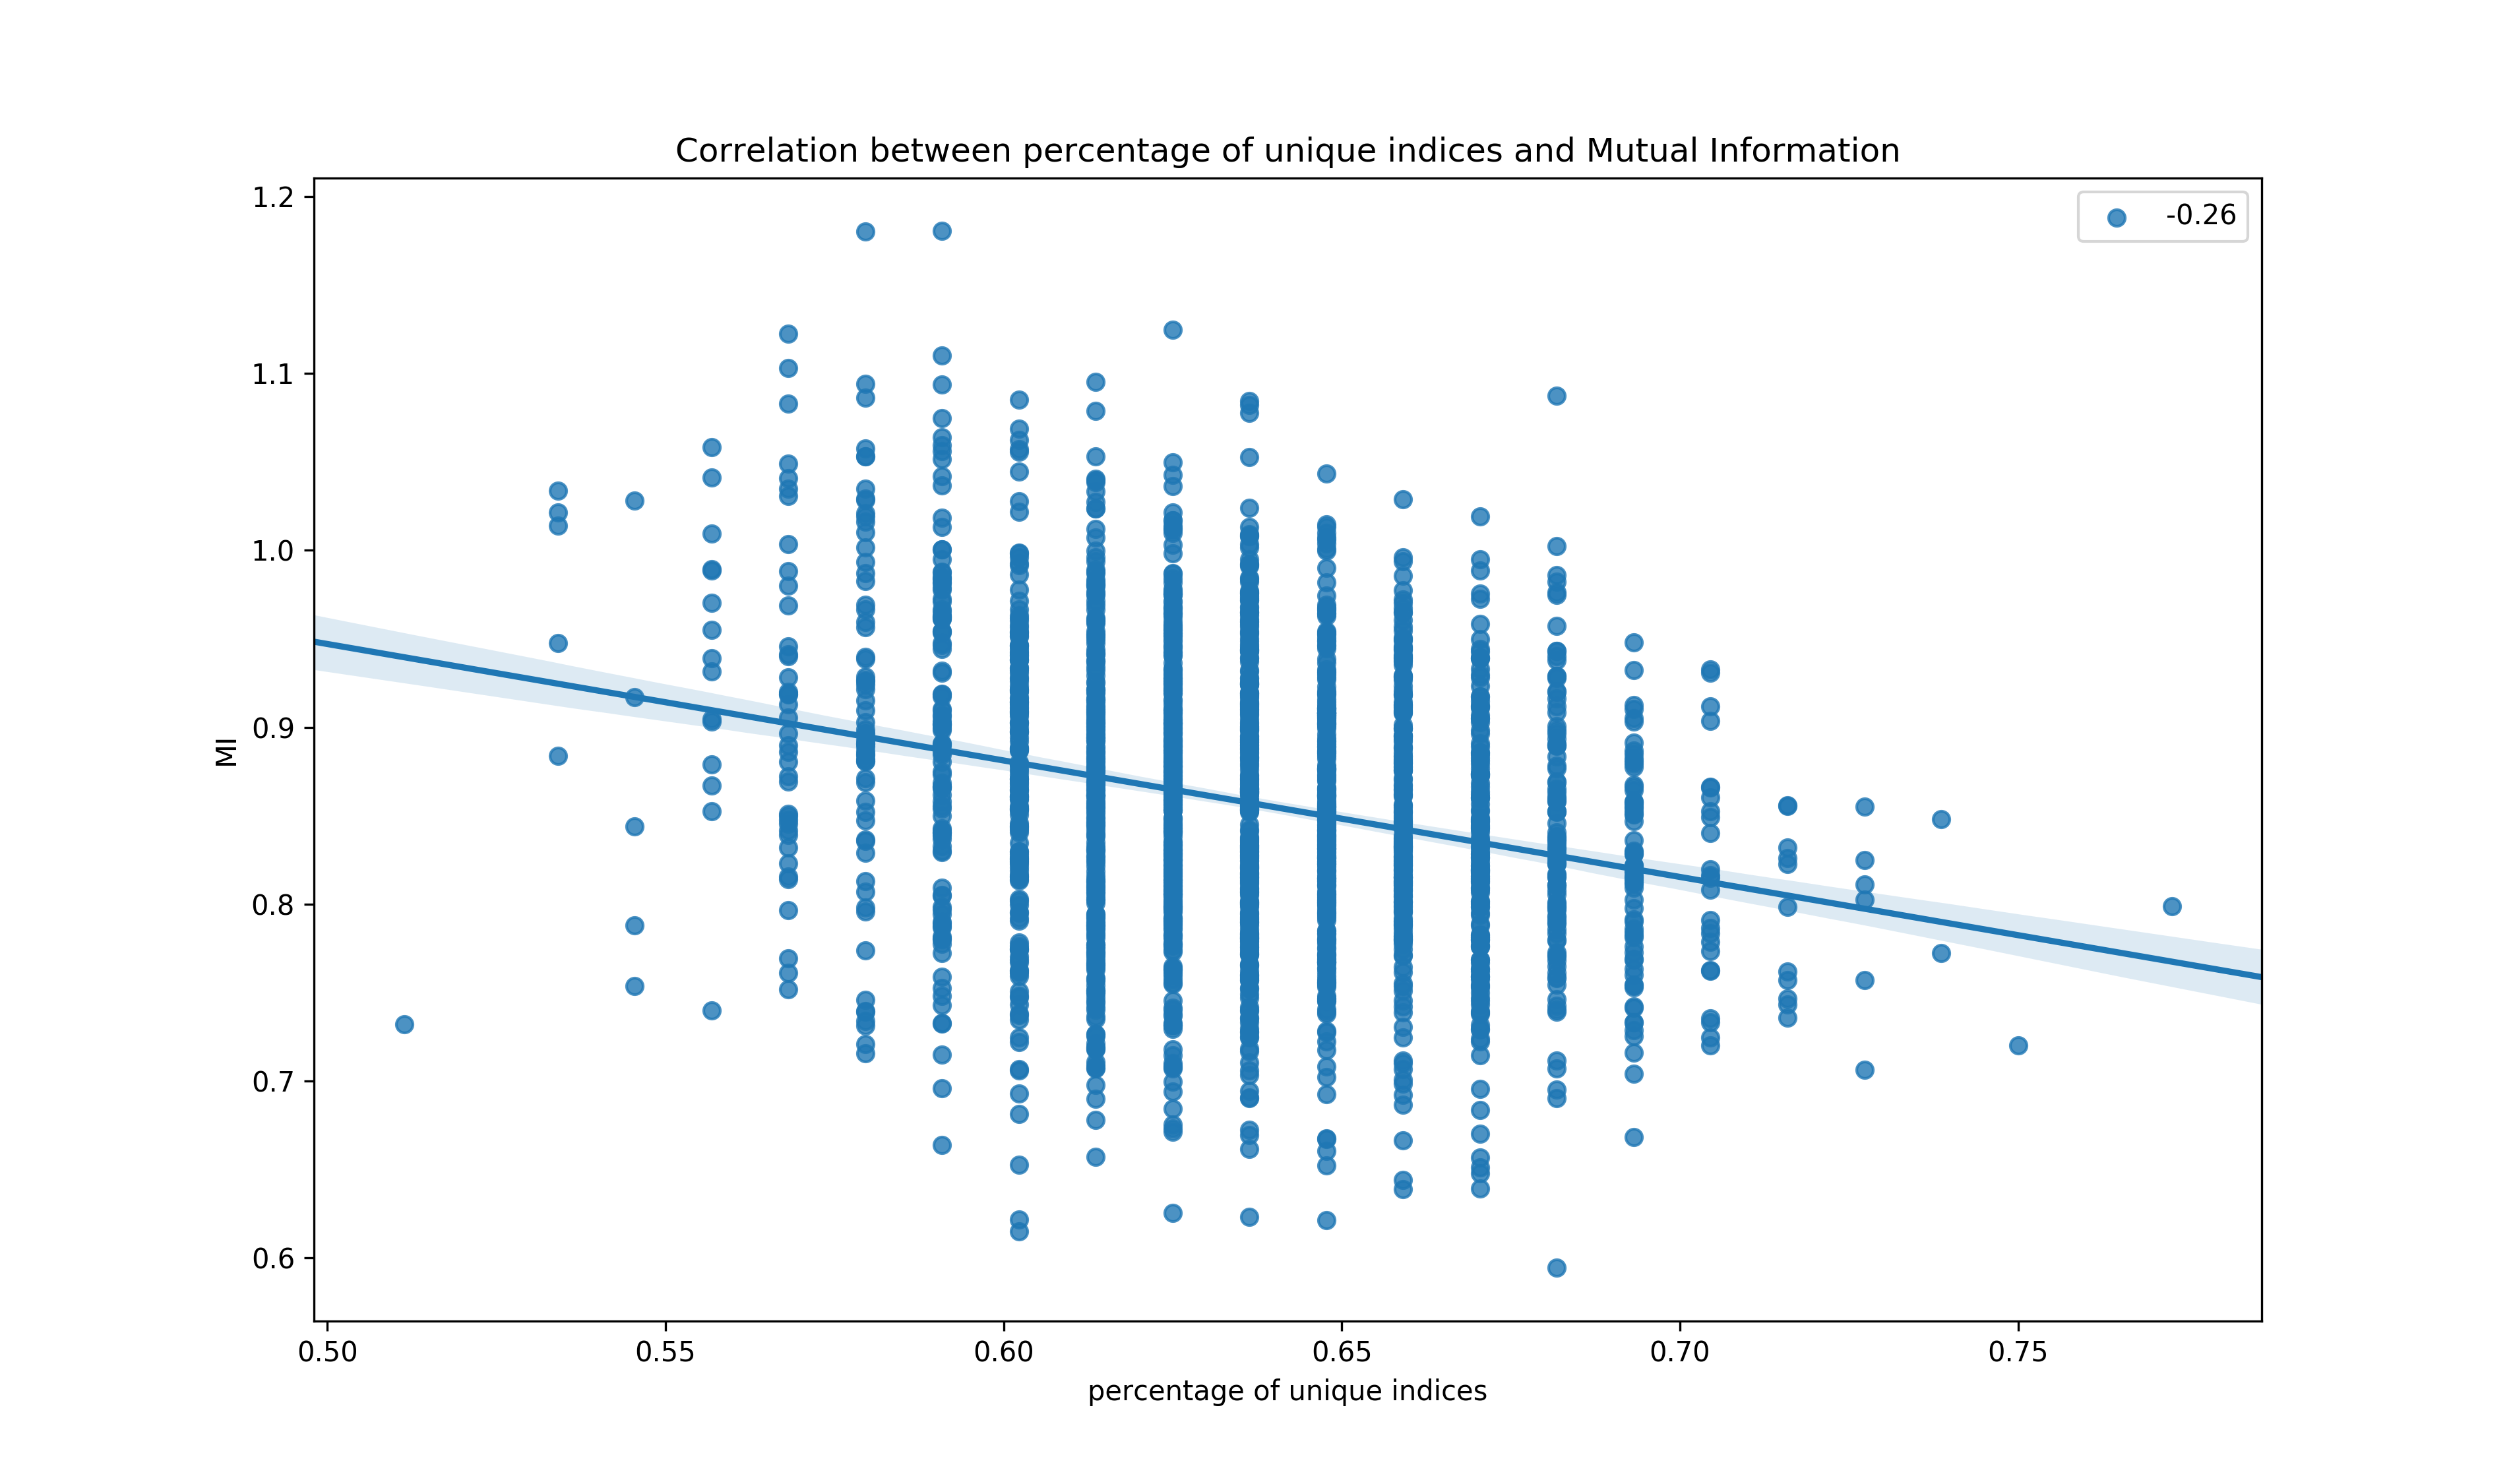 Correlation between percentage of unique indices and Mutual Information
-0.26
1.2
1.1
1.0
0.9
0.8
0.7
0.6
MI
0.50 0.55 0.60 0.65 0.70 0.75
percentage of unique indices